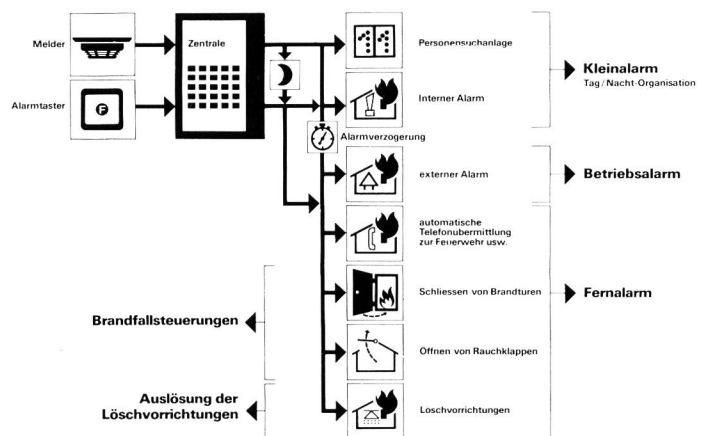 Melder
Zentrale
Alarmtaster
F
Personensuchanlage
Interner Alarm
Kleinalarm
Tag/Nacht-Organisation
Alarmverzogerung
externer Alarm
Betriebsalarm
automatische
Telefonubermittlung
zur Feuerwehr usw.
Schliessen von Brandturen
Fernalarm
Brandfallsteuerungen
Offnen von Rauchklappen
Auslösung der
Löschvorrichtungen
Loschvorrichtungen